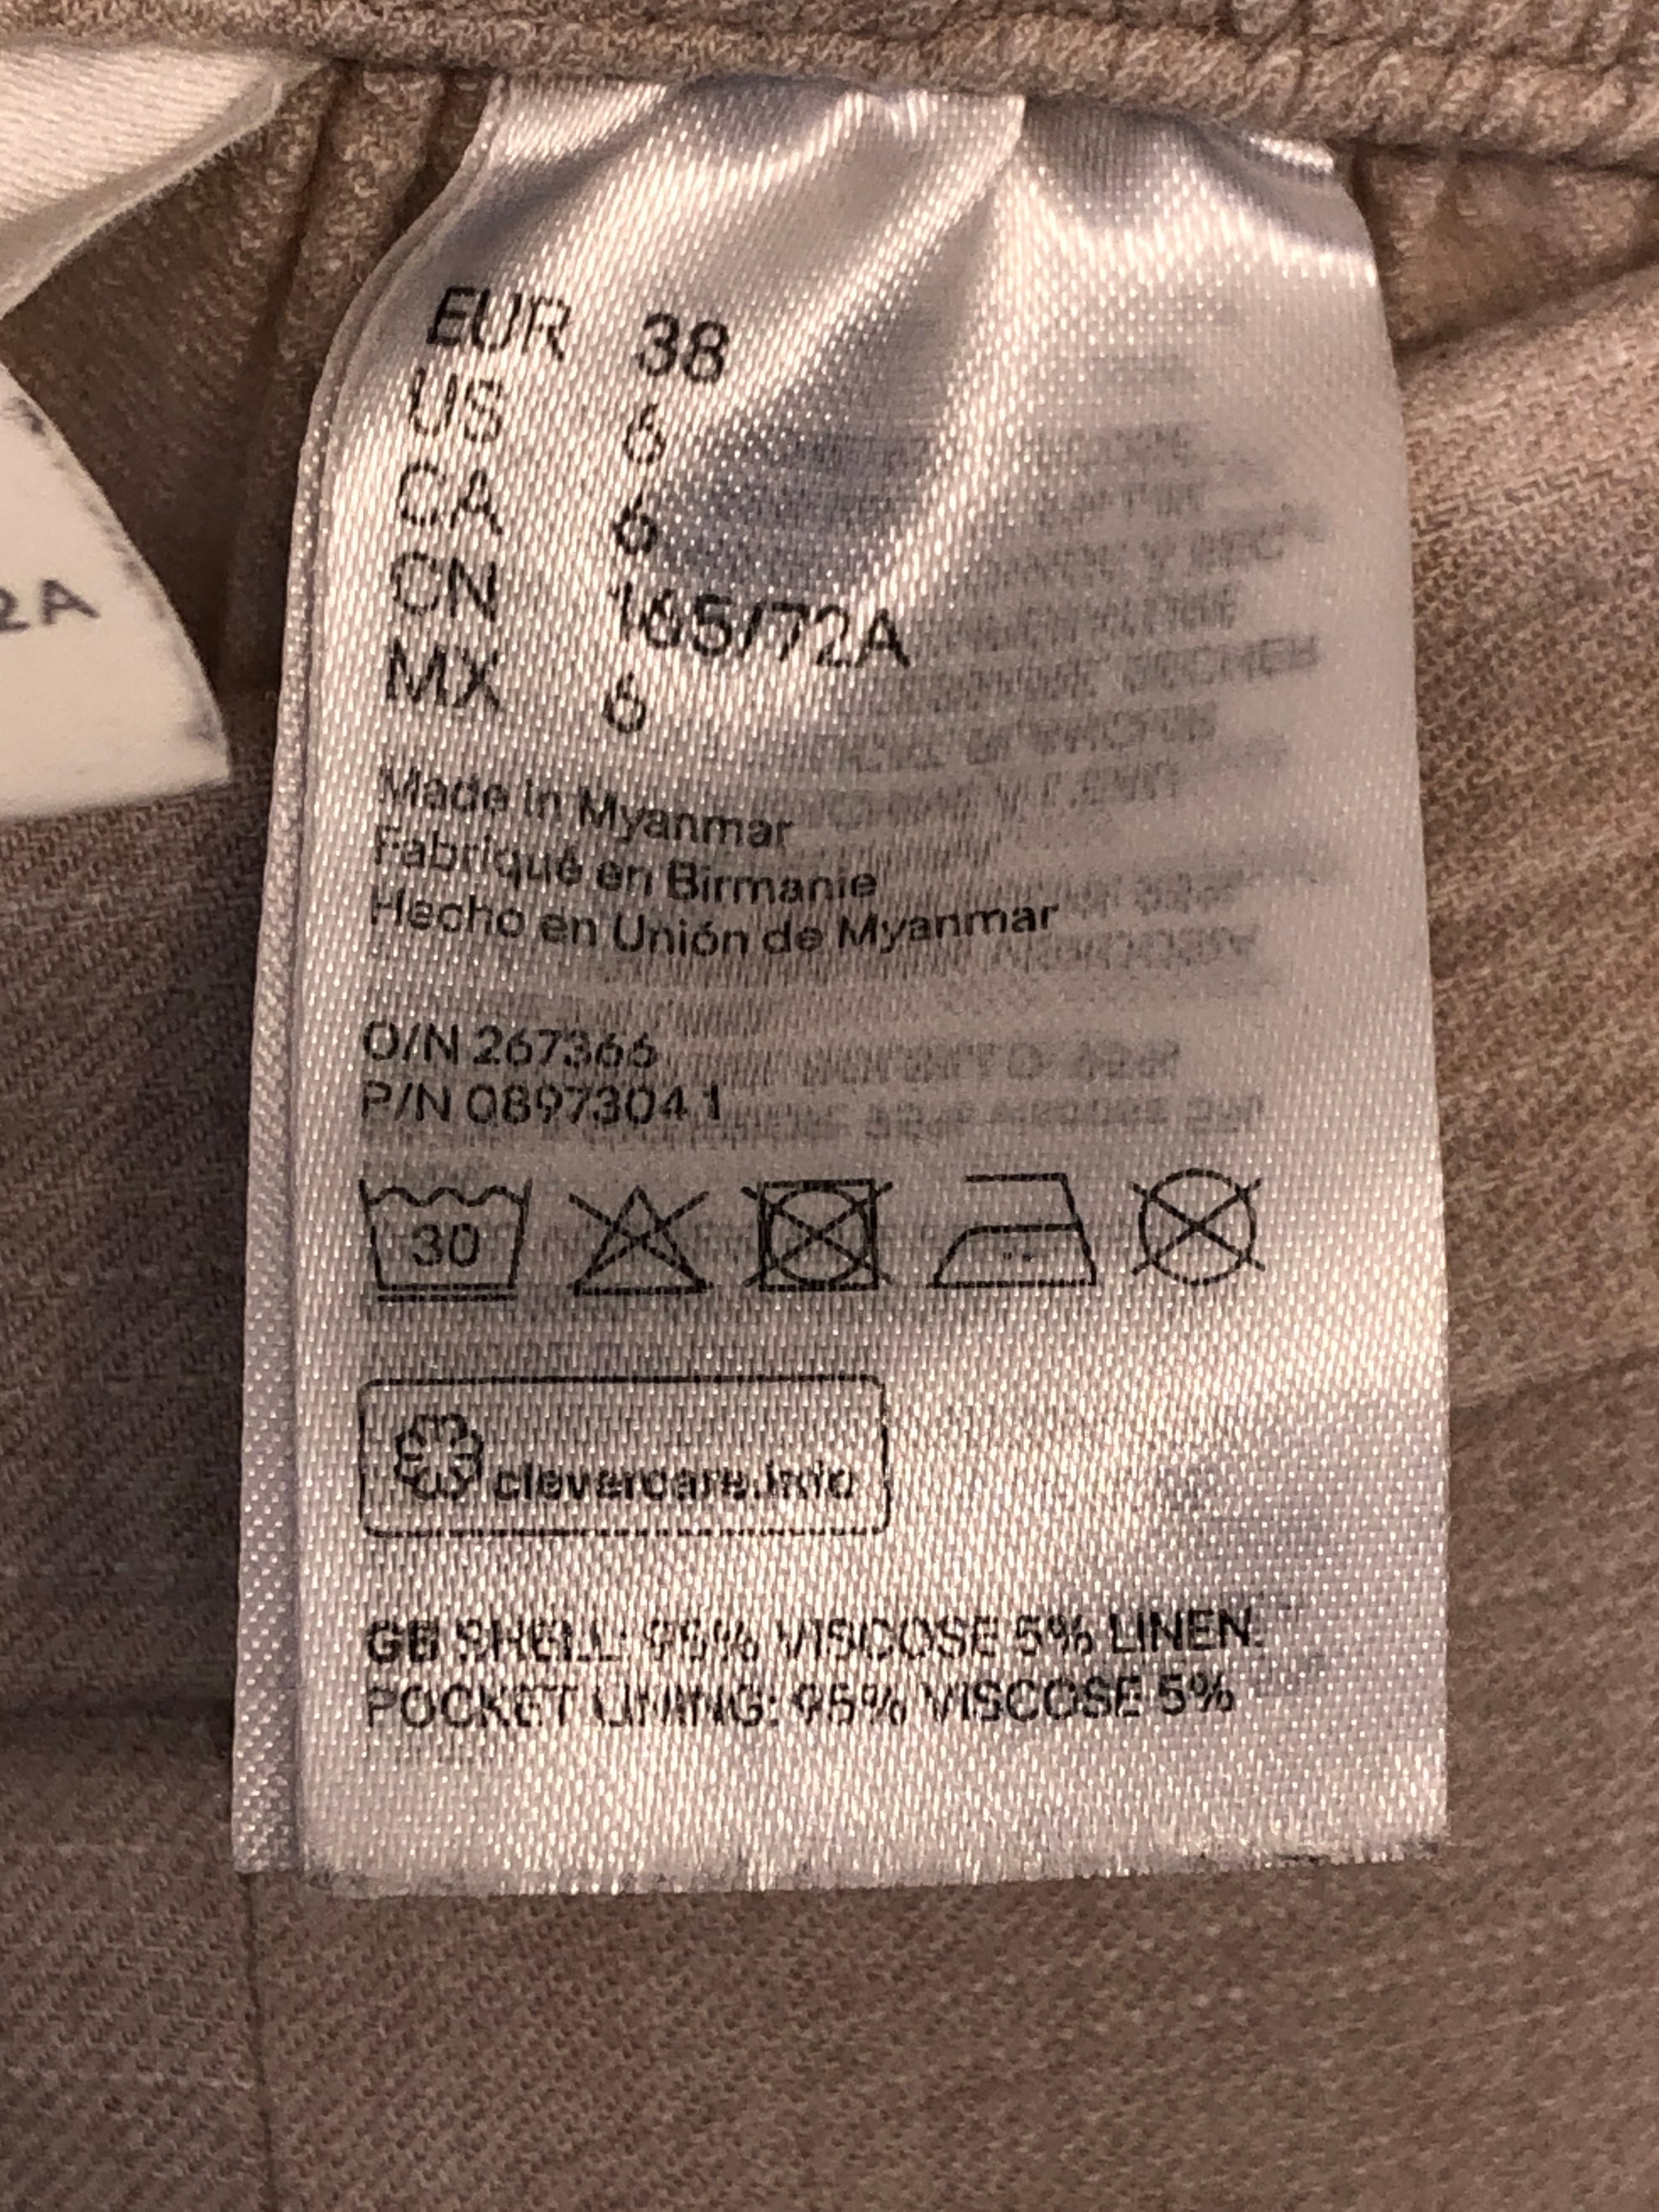 EUR 38
US 6
CA 6
CN 165/72A
MX 6
2A
Made in Myanmar
Fabriqué en Birmanie
Hecho en Unión de Myanmar
O/N 267366
P/N 08973041
30
clevercare.info
GB SHELL: 95% VISCOSE 5% LINEN.
POCKET LINING: 95% VISCOSE 5%